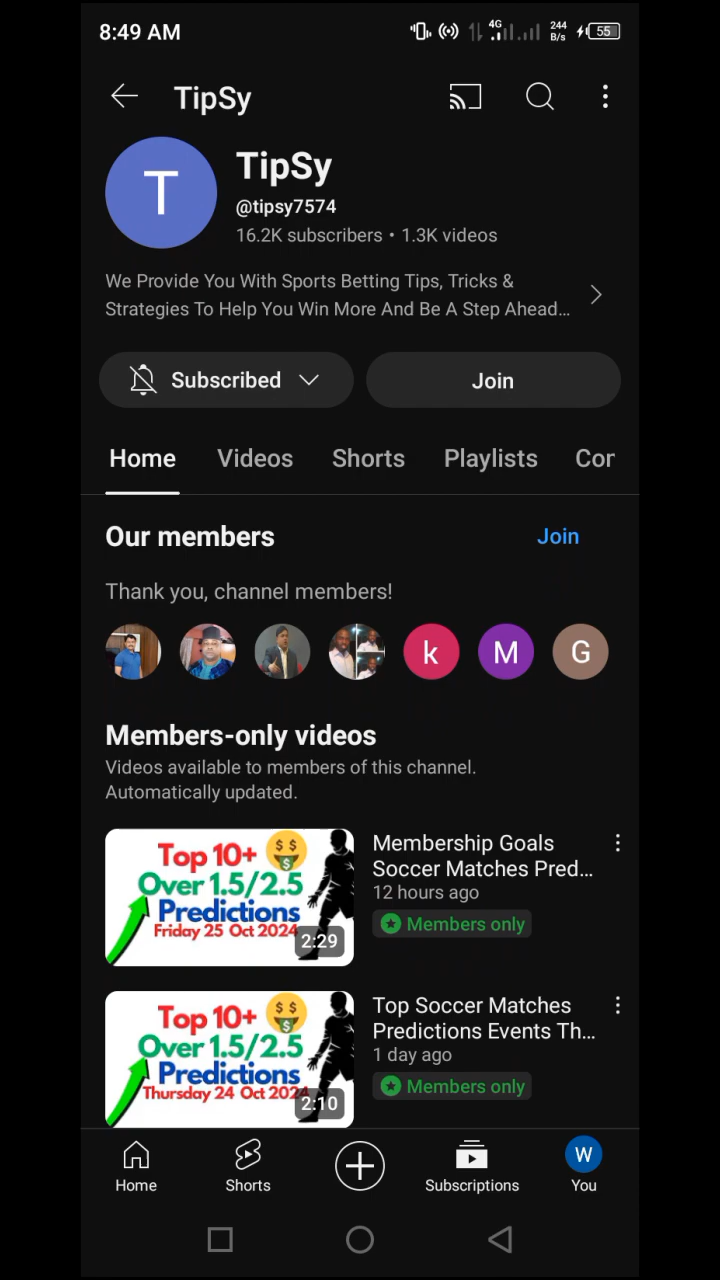 8:49 AM
4G
244
B/s
55
TipSy
T
TipSy
@tipsy7574
16.2K subscribers • 1.3K videos
We Provide You With Sports Betting Tips, Tricks &
Strategies To Help You Win More And Be A Step Ahead...
Subscribed
Join
Home Videos Shorts Playlists Cor
Our members
Join
Thank you, channel members!
k M G
Members-only videos
Videos available to members of this channel.
Automatically updated.
Top 10+
$ $
$
Over 1.5/2.5
Predictions
Friday 25 Oct 2024
2:29
Membership Goals
Soccer Matches Pred...
12 hours ago
Members only
Top 10+
$ $
$
Over 1.5/2.5
Predictions
Thursday 24 Oct 2024
2:10
Top Soccer Matches
Predictions Events Th...
1 day ago
Members only
W
Home Shorts Subscriptions You